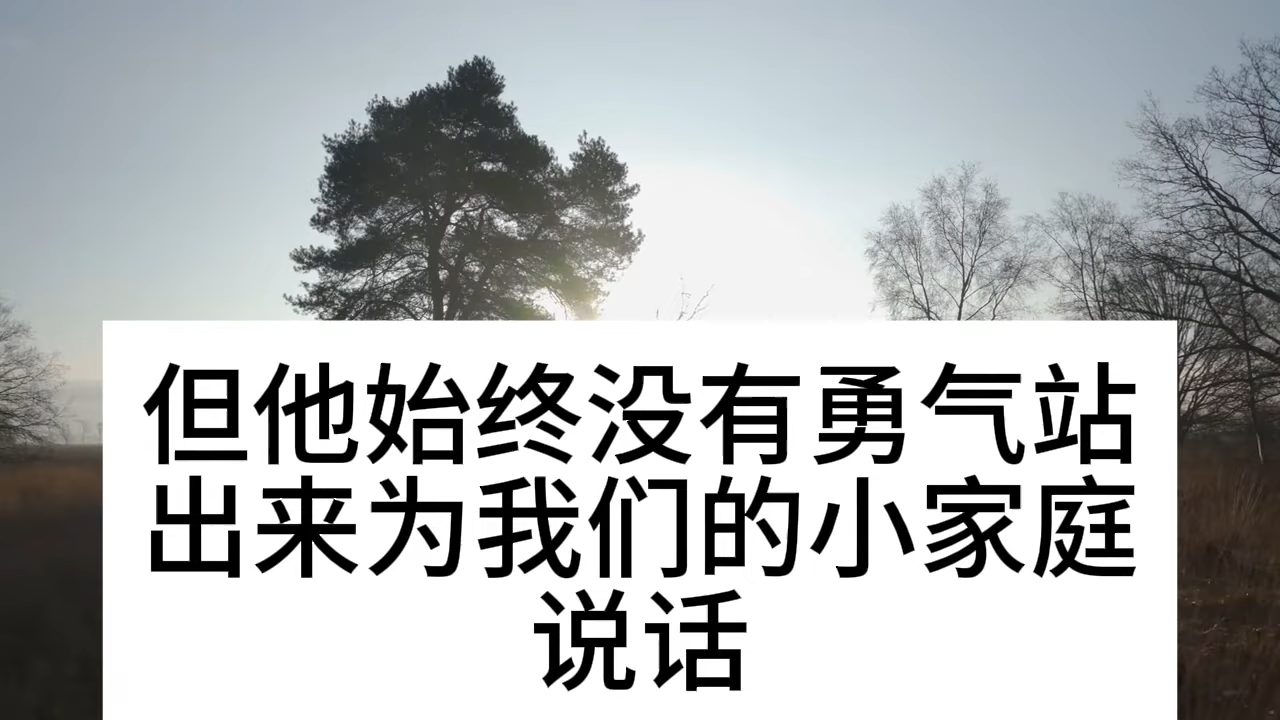 但他始终没有勇气站
出来为我们的小家庭
说话